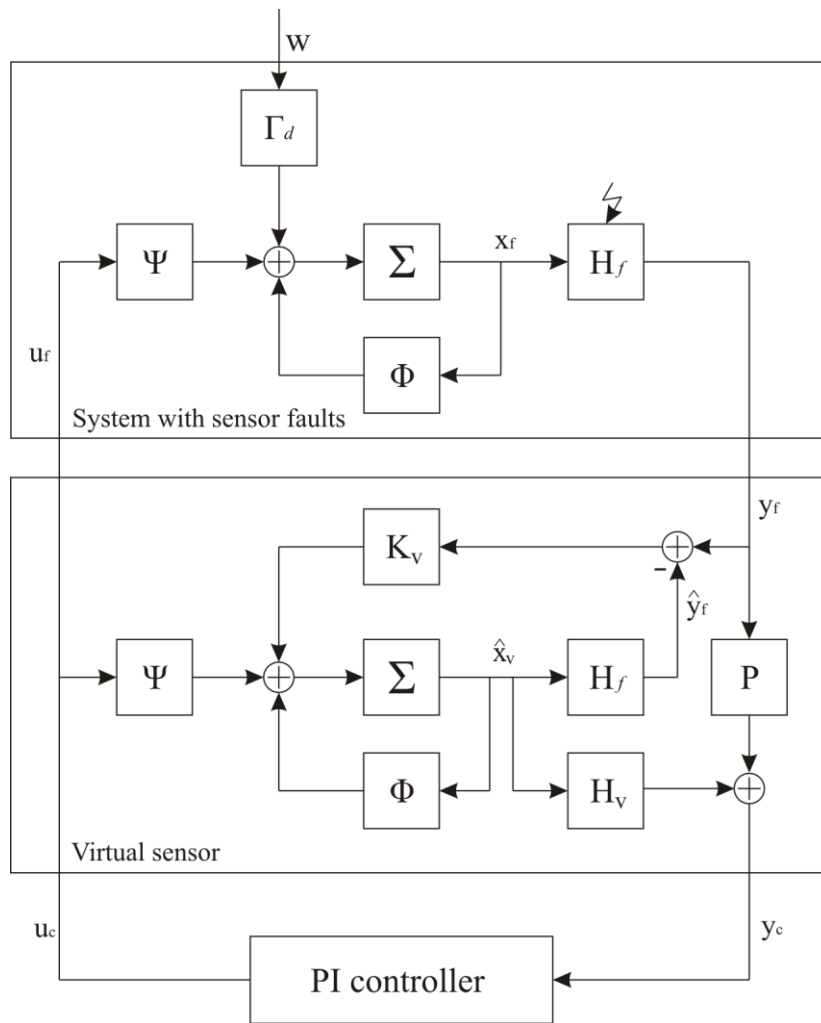 w
Γd
xf
Ψ
+
Σ
Hf
uf
Φ
System with sensor faults
yf
Kv
+
-
ŷf
x̂v
Ψ
+
Σ
Hf
P
Φ
Hv
+
Virtual sensor
uc
yc
PI controller